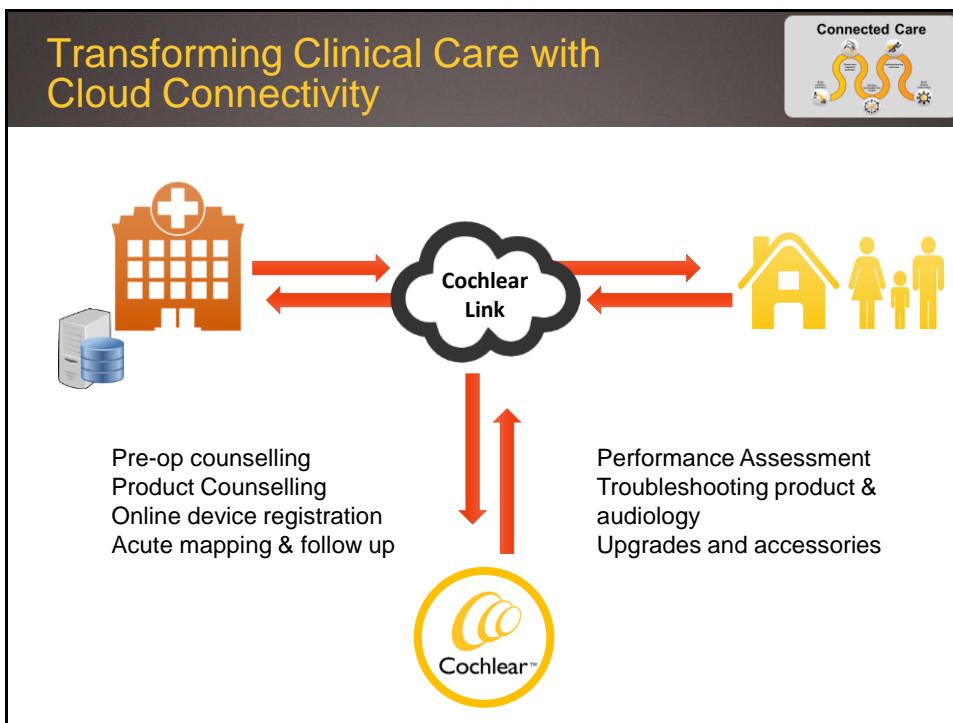 Transforming Clinical Care with
Cloud Connectivity
Connected Care
Cochlear
Link
Pre-op counselling
Product Counselling
Online device registration
Acute mapping & follow up
Performance Assessment
Troubleshooting product &
audiology
Upgrades and accessories
Cochlear™